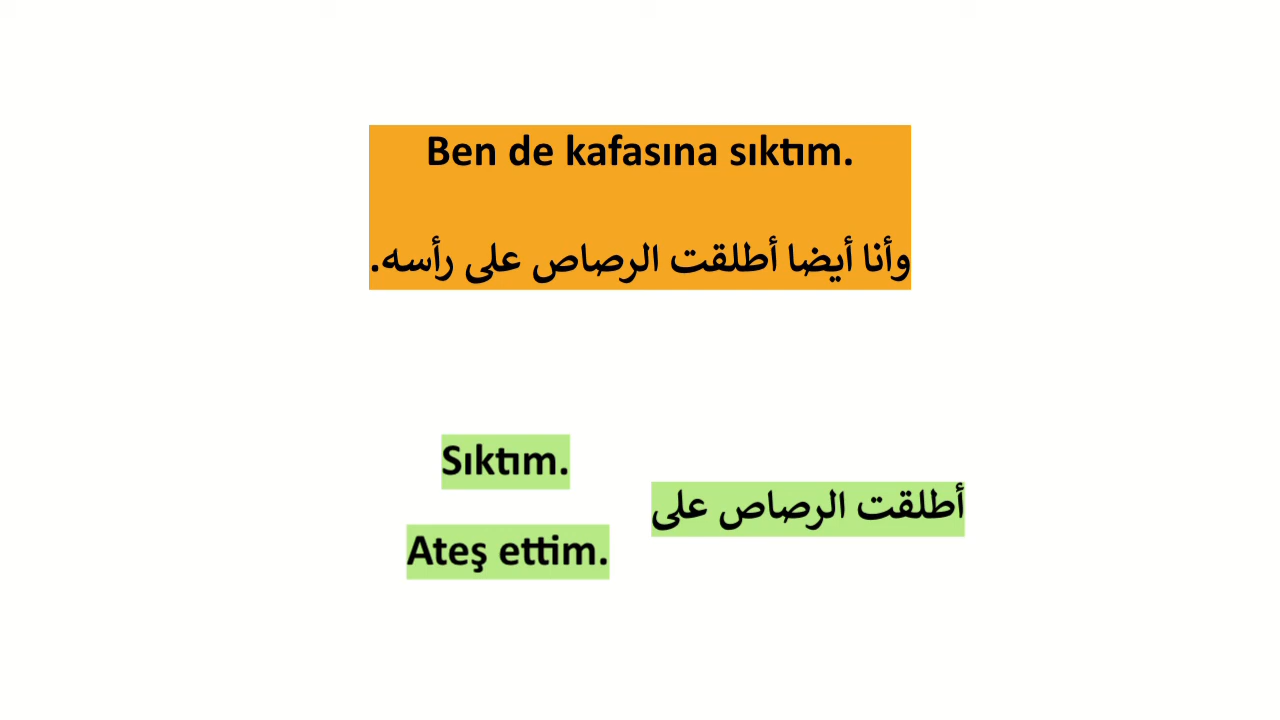 Ben de kafasına sıktım.
وأنا أيضا أطلقت الرصاص على رأسه.
Sıktım.
أطلقت الرصاص على
Ateş ettim.